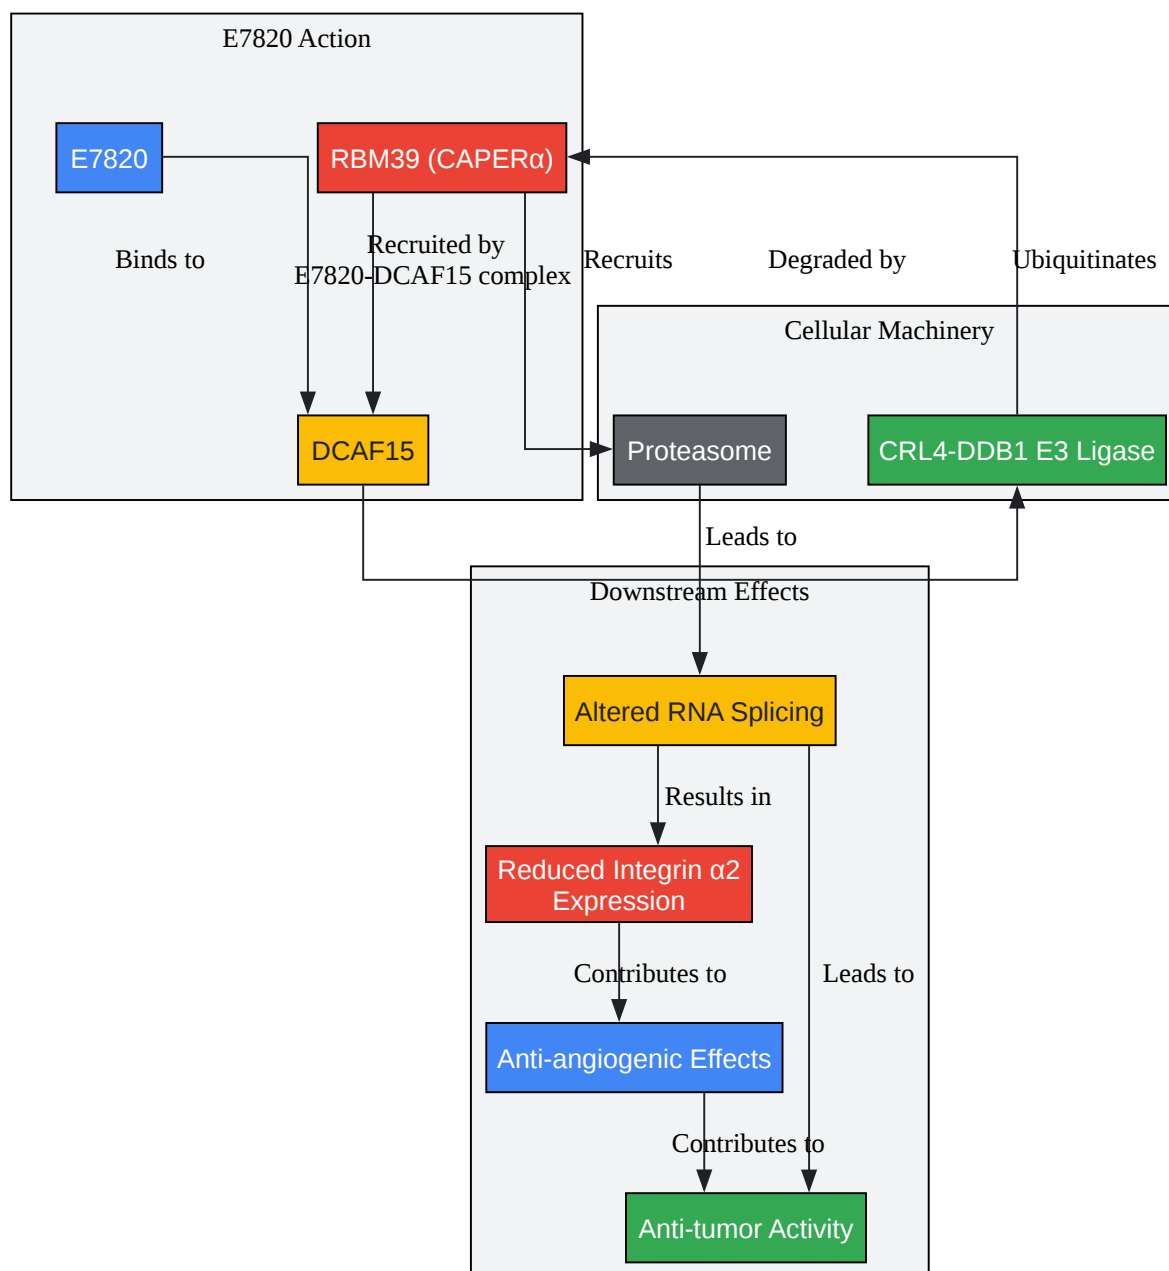 E7820 Action
E7820
RBM39 (CAPERα)
Binds to
Recruited by
E7820-DCAF15 complex
Recruits
Degraded by
Ubiquitinates
Cellular Machinery
DCAF15
Proteasome
CRL4-DDB1 E3 Ligase
Leads to
Downstream Effects
Altered RNA Splicing
Results in
Reduced Integrin α2
Expression
Contributes to
Leads to
Anti-angiogenic Effects
Contributes to
Anti-tumor Activity